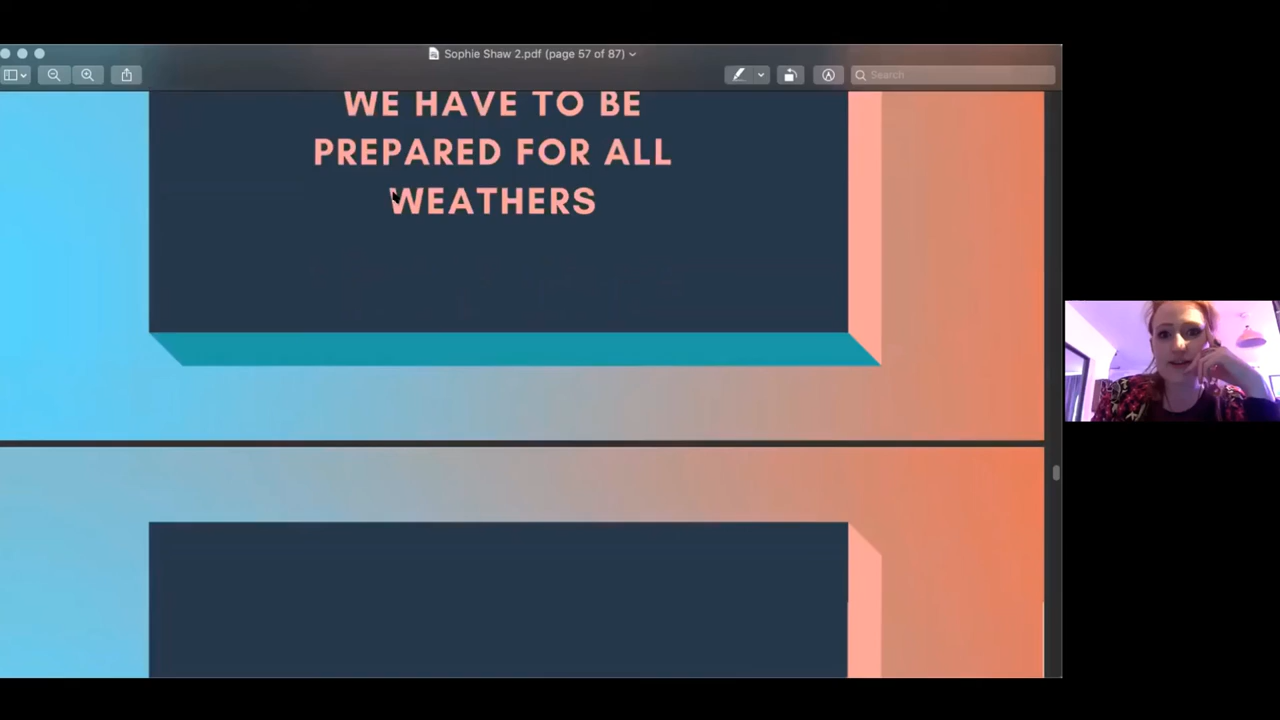 Sophie Shaw 2.pdf (page 57 of 87)
Search
WE HAVE TO BE
PREPARED FOR ALL
WEATHERS